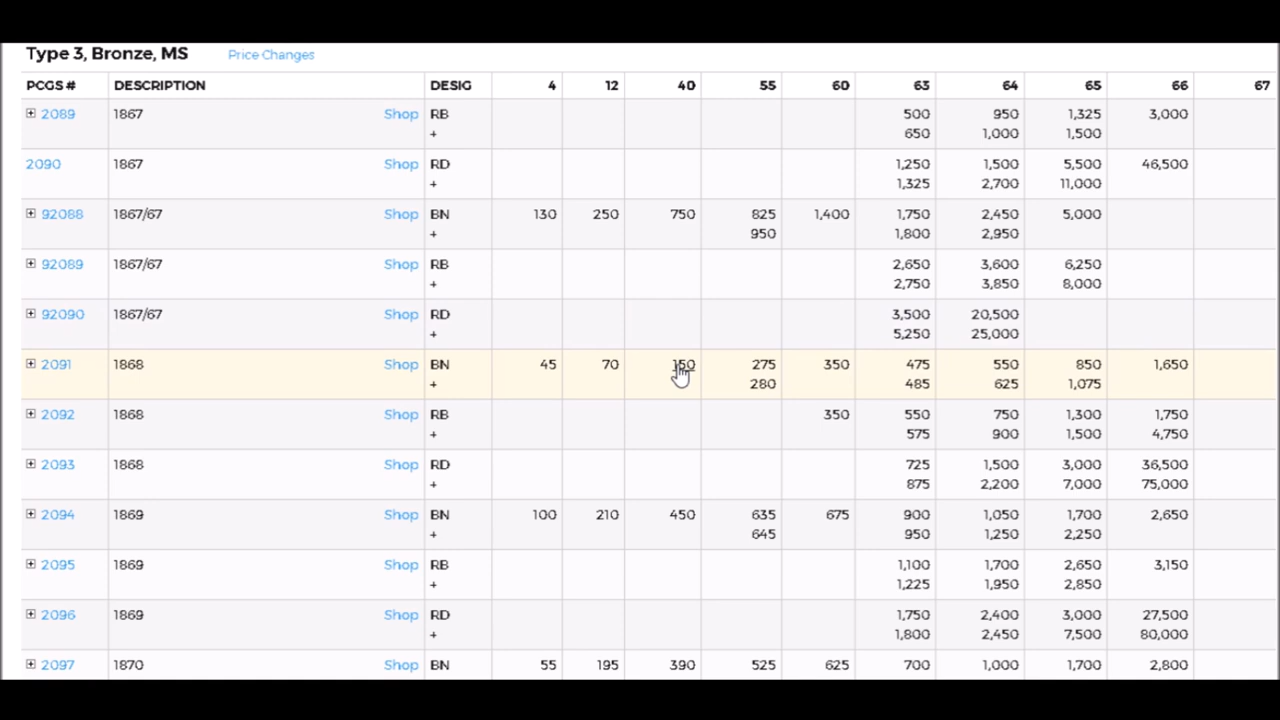 Type 3, Bronze, MS Price Changes
PCGS # DESCRIPTION DESIG 4 12 40 55 60 63 64 65 66 67
2089 1867 Shop RB 500 950 1,325 3,000
+ 650 1,000 1,500
2090 1867 Shop RD 1,250 1,500 5,500 46,500
+ 1,325 2,700 11,000
92088 1867/67 Shop BN 130 250 750 825 1,400 1,750 2,450 5,000
+ 950 1,800 2,950
92089 1867/67 Shop RB 2,650 3,600 6,250
+ 2,750 3,850 8,000
92090 1867/67 Shop RD 3,500 20,500
+ 5,250 25,000
2091 1868 Shop BN 45 70 150 275 350 475 550 850 1,650
+ 280 485 625 1,075
2092 1868 Shop RB 350 550 750 1,300 1,750
+ 575 900 1,500 4,750
2093 1868 Shop RD 725 1,500 3,000 36,500
+ 875 2,200 7,000 75,000
2094 1869 Shop BN 100 210 450 635 675 900 1,050 1,700 2,650
+ 645 950 1,250 2,250
2095 1869 Shop RB 1,100 1,700 2,650 3,150
+ 1,225 1,950 2,850
2096 1869 Shop RD 1,750 2,400 3,000 27,500
+ 1,800 2,450 7,500 80,000
2097 1870 Shop BN 55 195 390 525 625 700 1,000 1,700 2,800